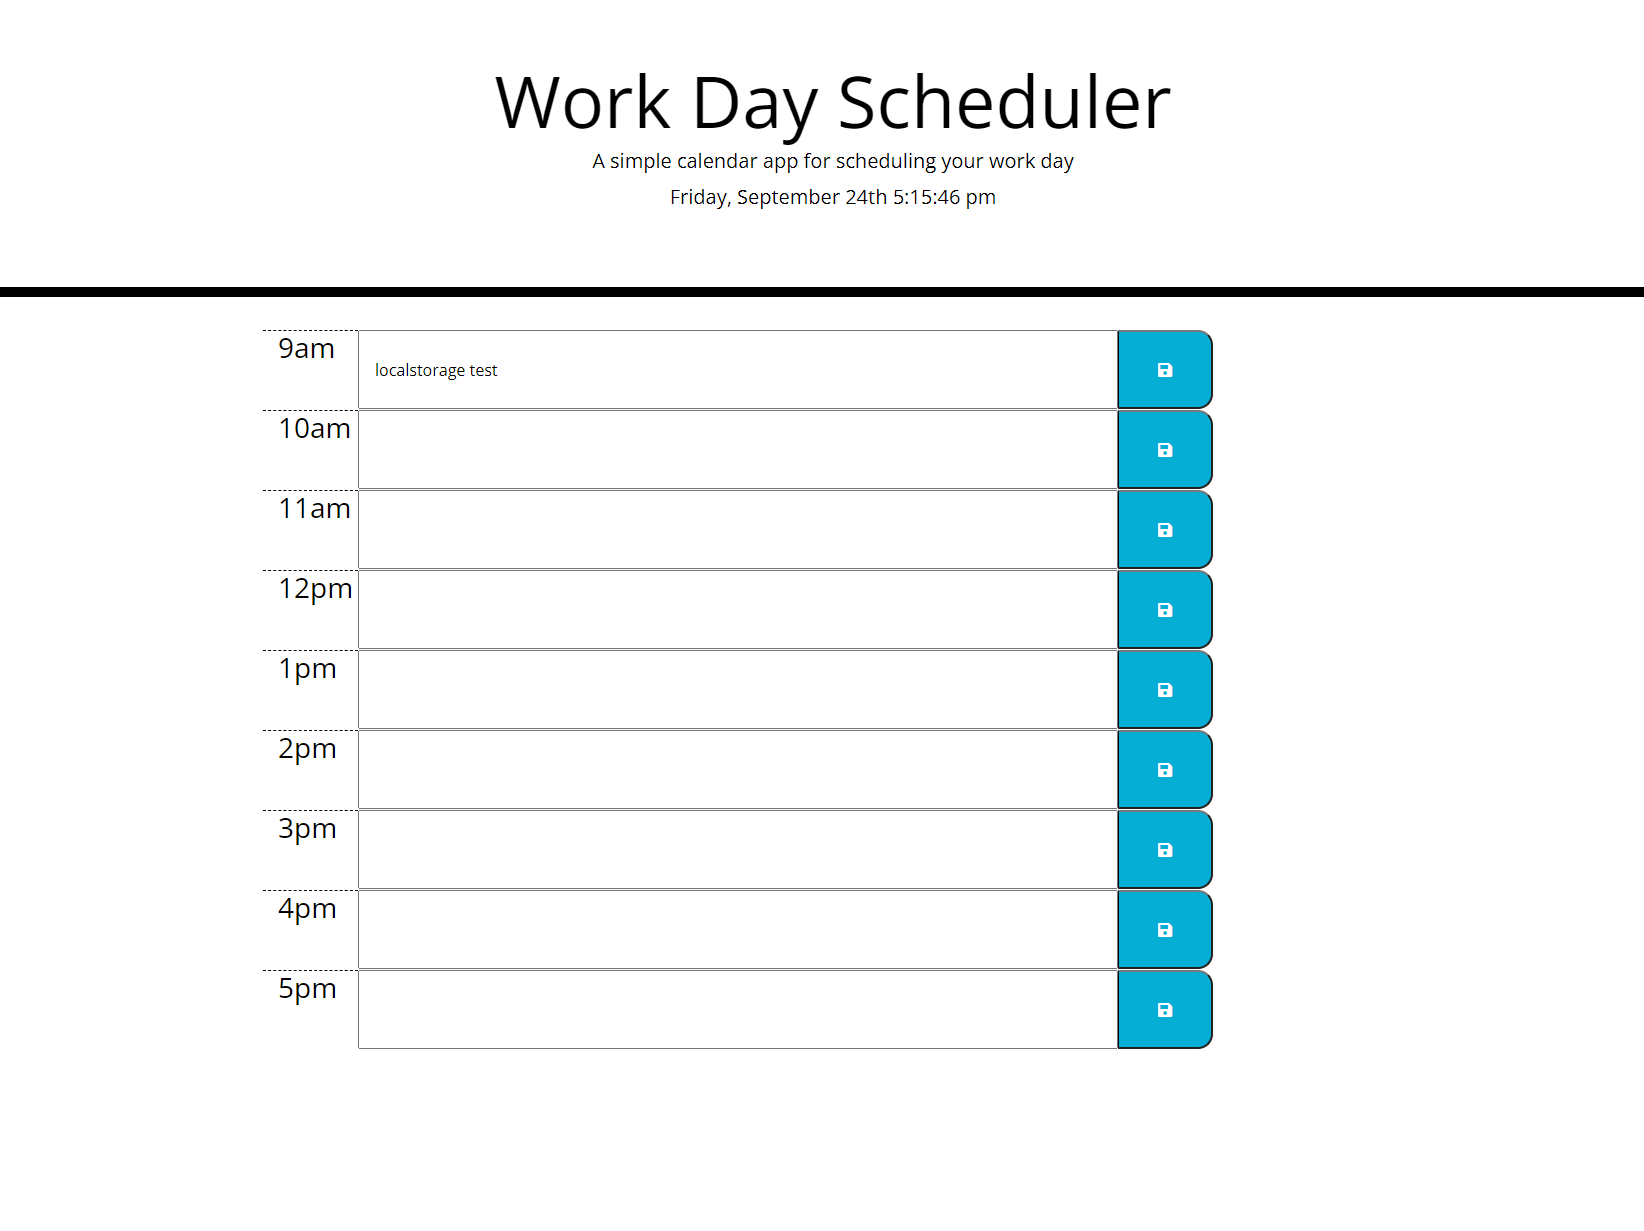 Work Day Scheduler
A simple calendar app for scheduling your work day
Friday, September 24th 5:15:46 pm
9am
localstorage test
10am
11am
12pm
1pm
2pm
3pm
4pm
5pm